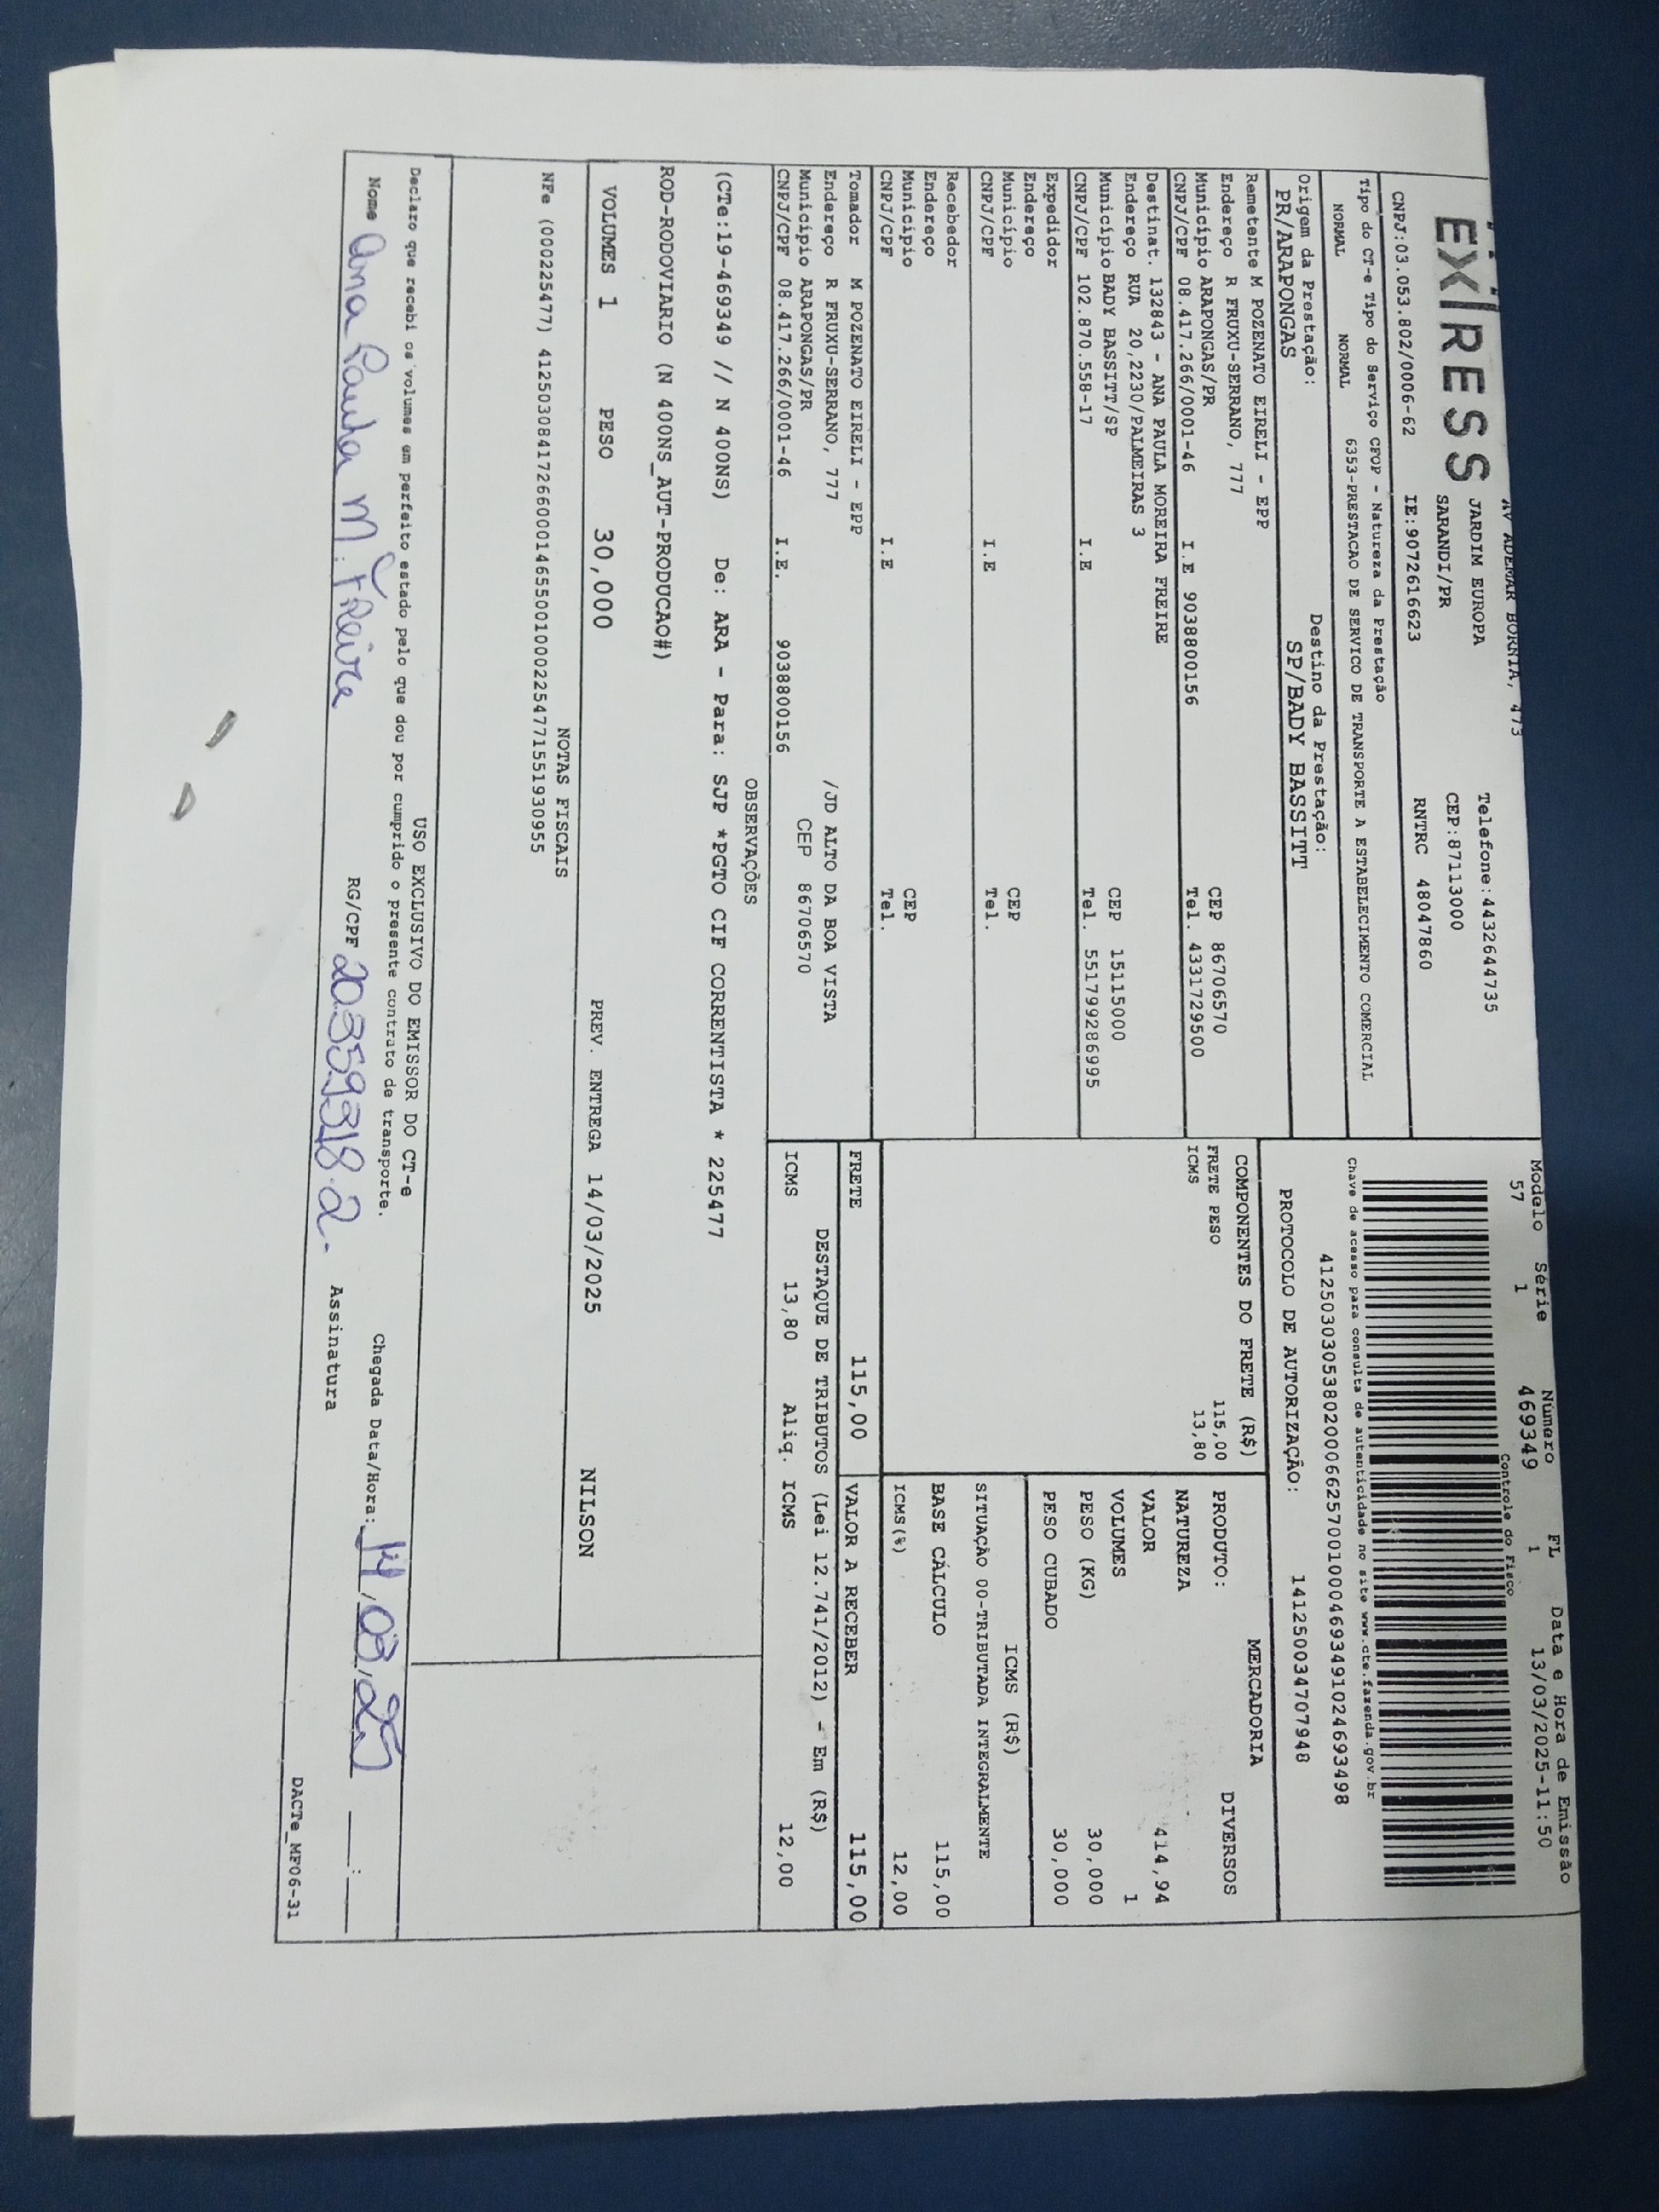 EXPRESS
AV ADEMAR BORNIA, 473
JARDIM EUROPA
Telefone:4432644735
SARANDI/PR
CEP:87113000
CNPJ:03.053.802/0006-62 IE:9072616623 RNTRC 48047860
Modelo Série Número FL Data e Hora de Emissão
57 1 469349 1 13/03/2025-11:50
Controle do Fisco
Tipo do CT-e Tipo do Serviço CFOP - Natureza da Prestação
NORMAL NORMAL 6353-PRESTACAO DE SERVICO DE TRANSPORTE A ESTABELECIMENTO COMERCIAL
Chave de acesso para consulta de autenticidade no site www.cte.fazenda.gov.br
41250303053802000662570010004693491024693498
Origem da Prestação: Destino da Prestação:
PR/ARAPONGAS SP/BADY BASSITT
PROTOCOLO DE AUTORIZAÇÃO: 141250034707948
Remetente M POZENATO EIRELI - EPP
Endereço R FRUXU-SERRANO, 777
Município ARAPONGAS/PR CEP 86706570
CNPJ/CPF 08.417.266/0001-46 I.E 9038800156 Tel. 4331729500
Destinat. 132843 - ANA PAULA MOREIRA FREIRE
Endereço RUA 20,2230/PALMEIRAS 3
Município BADY BASSITT/SP CEP 15115000
CNPJ/CPF 102.870.558-17 I.E Tel. 5517992869​95
Expedidor
Endereço
Município CEP
CNPJ/CPF I.E Tel.
Recebedor
Endereço
Município CEP
CNPJ/CPF I.E Tel.
Tomador M POZENATO EIRELI - EPP
Endereço R FRUXU-SERRANO, 777 /JD ALTO DA BOA VISTA
Município ARAPONGAS/PR CEP 86706570
CNPJ/CPF 08.417.266/0001-46 I.E. 9038800156
COMPONENTES DO FRETE (R$)
FRETE PESO 115,00
ICMS 13,80
MERCADORIA
PRODUTO: DIVERSOS
NATUREZA
VALOR 414,94
VOLUMES 1
PESO (KG) 30,000
PESO CUBADO 30,000
ICMS (R$)
SITUAÇÃO 00-TRIBUTADA INTEGRALMENTE
BASE CÁLCULO 115,00
ICMS(%) 12,00
FRETE 115,00 VALOR A RECEBER 115,00
DESTAQUE DE TRIBUTOS (Lei 12.741/2012) - Em (R$)
ICMS 13,80 Aliq. ICMS 12,00
OBSERVAÇÕES
(CTe:19-469349 // N 400NS) De: ARA - Para: SJP *PGTO CIF CORRENTISTA * 225477
ROD-RODOVIARIO (N 400NS_AUT-PRODUCAO#)
VOLUMES 1 PESO 30,000 PREV. ENTREGA 14/03/2025 NILSON
NOTAS FISCAIS
NFe (000225477) 41250308417266000146550010002254771551930955
USO EXCLUSIVO DO EMISSOR DO CT-e
Declaro que recebi os volumes em perfeito estado pelo que dou por cumprido o presente contrato de transporte.
Chegada Data/Hora: 14/03/25 __:__
Nome Ana Paula M. Freire RG/CPF 20.359.318.2. Assinatura
DACTe_MF06-31